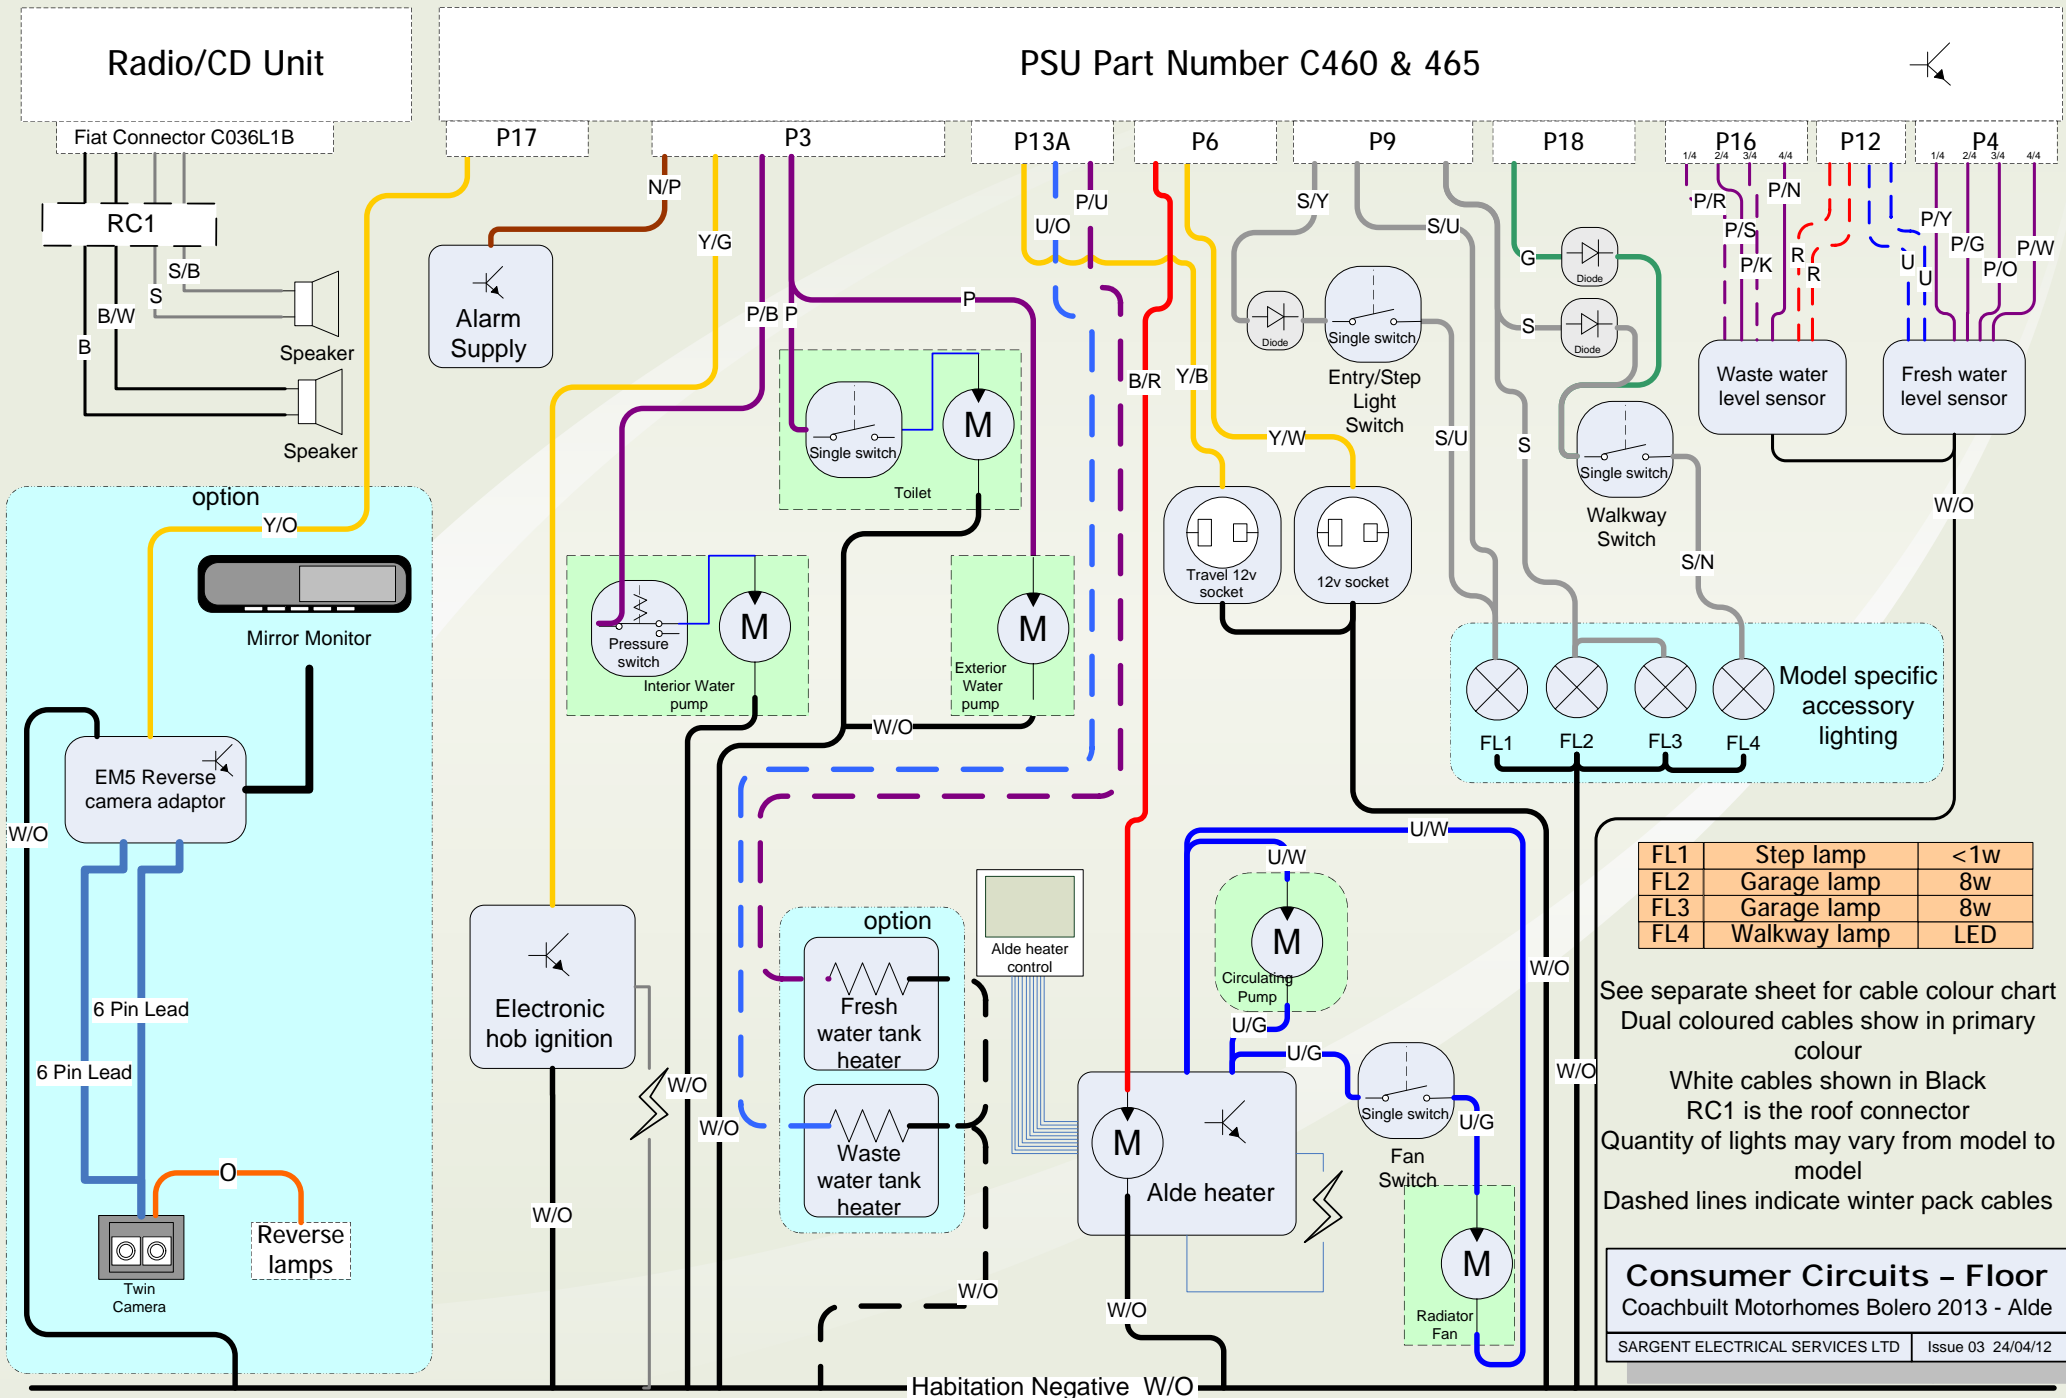 Radio/CD Unit
PSU Part Number C460 & 465
Fiat Connector C036L1B
P17
P3
P13A
P6
P9
P18
P16
P12
P4
1/4
2/4
3/4
4/4
1/4
2/4
3/4
4/4
RC1
N/P
Y/G
U/O
P/U
S/Y
S/U
G
Diode
P/R
P/N
P/S
P/K
R
R
U
U
P/Y
P/G
P/O
P/W
S/B
S
B/W
B
Speaker
Speaker
Alarm
Supply
P/B
P
P
B/R
Y/B
Diode
Single switch
Entry/Step
Light
Switch
S
Diode
Waste water
level sensor
Fresh water
level sensor
Single switch
M
Toilet
Y/W
S/U
S
Single switch
Walkway
Switch
S/N
W/O
option
Y/O
Mirror Monitor
Travel 12v
socket
12v socket
Pressure
switch
M
Interior Water
pump
M
Exterior
Water
pump
W/O
Model specific
accessory
lighting
FL1
FL2
FL3
FL4
EM5 Reverse
camera adaptor
W/O
6 Pin Lead
6 Pin Lead
O
Reverse
lamps
Twin
Camera
U/W
U/W
M
Circulating
Pump
FL1 Step lamp <1w
FL2 Garage lamp 8w
FL3 Garage lamp 8w
FL4 Walkway lamp LED
option
Alde heater
control
Fresh
water tank
heater
Waste
water tank
heater
Electronic
hob ignition
W/O
W/O
W/O
W/O
U/G
U/G
Single switch
U/G
Fan
Switch
M
Alde heater
W/O
M
Radiator
Fan
W/O
W/O
See separate sheet for cable colour chart
Dual coloured cables show in primary
colour
White cables shown in Black
RC1 is the roof connector
Quantity of lights may vary from model to
model
Dashed lines indicate winter pack cables
Consumer Circuits – Floor
Coachbuilt Motorhomes Bolero 2013 - Alde
SARGENT ELECTRICAL SERVICES LTD
Issue 03 24/04/12
Habitation Negative W/O